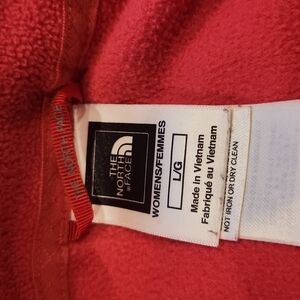 THE
NORTH
FACE
WOMENS/FEMMES
L/G
Made in Vietnam
Fabriqué au Vietnam
NOT IRON OR DRY CLEAN